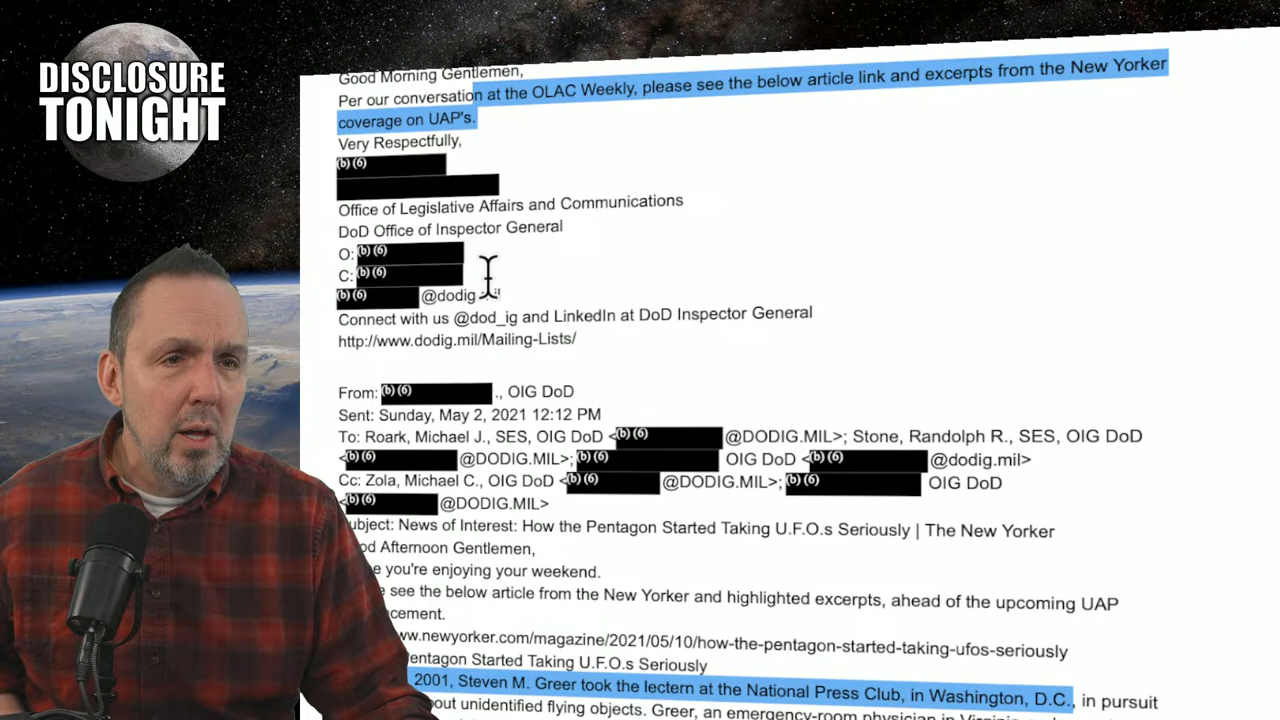 DISCLOSURE
TONIGHT
Good Morning Gentlemen,
Per our conversation at the OLAC Weekly, please see the below article link and excerpts from the New Yorker
coverage on UAP's.
Very Respectfully,
(b) (6)
Office of Legislative Affairs and Communications
DoD Office of Inspector General
O: (b) (6)
C: (b) (6)
(b) (6) @dodig
Connect with us @dod_ig and LinkedIn at DoD Inspector General
http://www.dodig.mil/Mailing-Lists/
From: (b) (6) ., OIG DoD
Sent: Sunday, May 2, 2021 12:12 PM
To: Roark, Michael J., SES, OIG DoD <(b) (6) @DODIG.MIL>; Stone, Randolph R., SES, OIG DoD
<(b) (6) @DODIG.MIL>; (b) (6) OIG DoD <(b) (6) @dodig.mil>
Cc: Zola, Michael C., OIG DoD <(b) (6) @DODIG.MIL>; (b) (6) OIG DoD
<(b) (6) @DODIG.MIL>
ubject: News of Interest: How the Pentagon Started Taking U.F.O.s Seriously | The New Yorker
od Afternoon Gentlemen,
e you're enjoying your weekend.
e see the below article from the New Yorker and highlighted excerpts, ahead of the upcoming UAP
cement.
ww.newyorker.com/magazine/2021/05/10/how-the-pentagon-started-taking-ufos-seriously
entagon Started Taking U.F.O.s Seriously
2001, Steven M. Greer took the lectern at the National Press Club, in Washington, D.C., in pursuit
out unidentified flying objects. Greer, an emergency-room physician in